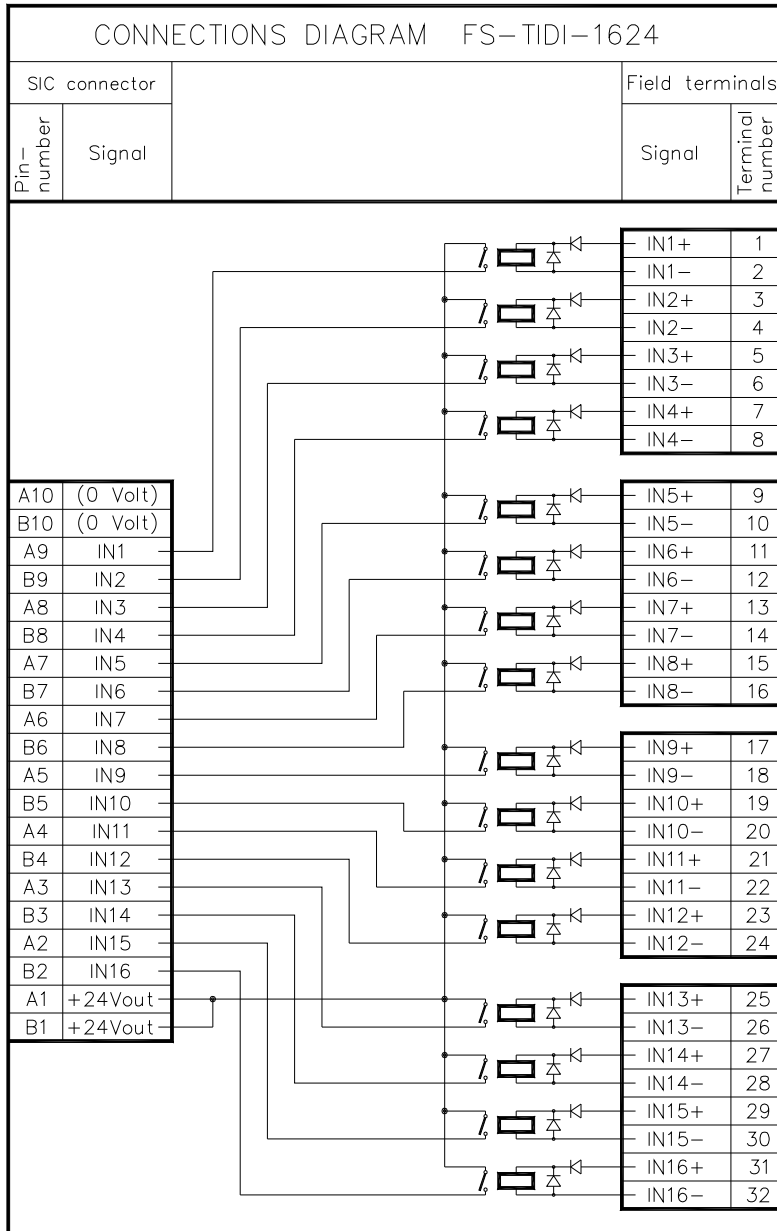 CONNECTIONS DIAGRAM FS-TIDI-1624
SIC connector
Field terminals
Pin-number
Signal
Signal
Terminal number
IN1+ 1
IN1- 2
IN2+ 3
IN2- 4
IN3+ 5
IN3- 6
IN4+ 7
IN4- 8
A10 (0 Volt)
B10 (0 Volt)
A9 IN1
B9 IN2
A8 IN3
B8 IN4
A7 IN5
B7 IN6
A6 IN7
B6 IN8
A5 IN9
B5 IN10
A4 IN11
B4 IN12
A3 IN13
B3 IN14
A2 IN15
B2 IN16
A1 +24Vout
B1 +24Vout
IN5+ 9
IN5- 10
IN6+ 11
IN6- 12
IN7+ 13
IN7- 14
IN8+ 15
IN8- 16
IN9+ 17
IN9- 18
IN10+ 19
IN10- 20
IN11+ 21
IN11- 22
IN12+ 23
IN12- 24
IN13+ 25
IN13- 26
IN14+ 27
IN14- 28
IN15+ 29
IN15- 30
IN16+ 31
IN16- 32